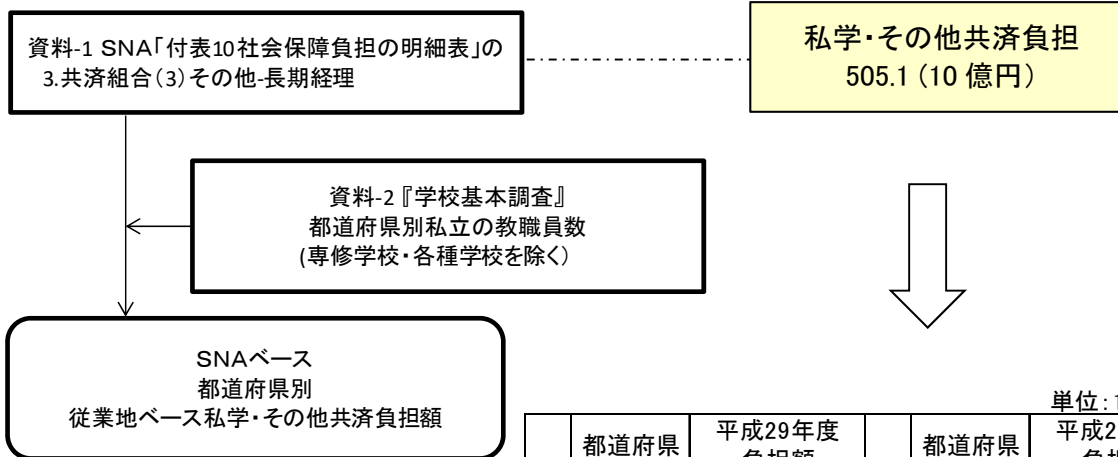 資料-1 SNA「付表10社会保障負担の明細表」の
3.共済組合(3)その他-長期経理
私学・その他共済負担
505.1(10 億円)
資料-2『学校基本調査』
都道府県別私立の教職員数
(専修学校・各種学校を除く)
SNAベース
都道府県別
従業地ベース私学・その他共済負担額
単位:
都道府県
平成29年度
都道府県
平成2